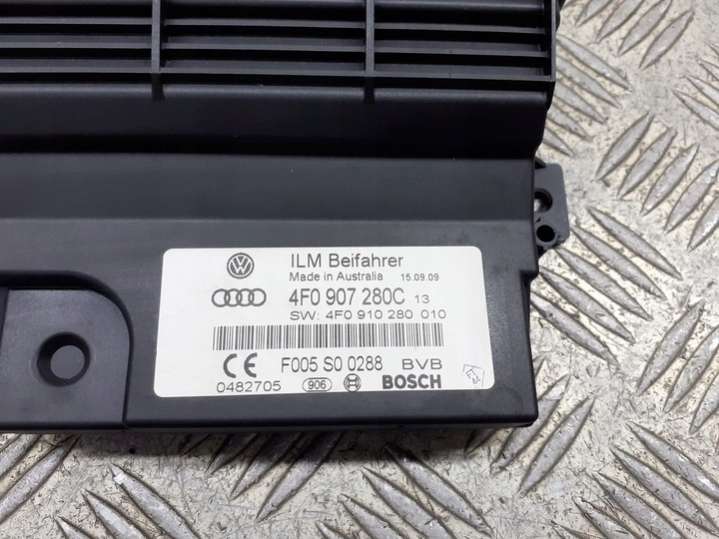 ILM Beifahrer
Made in Australia 15.09.09
4F0 907 280C 13
SW: 4F0 910 280 010
CE F005 S0 0288 BVB
0482705 906 BOSCH